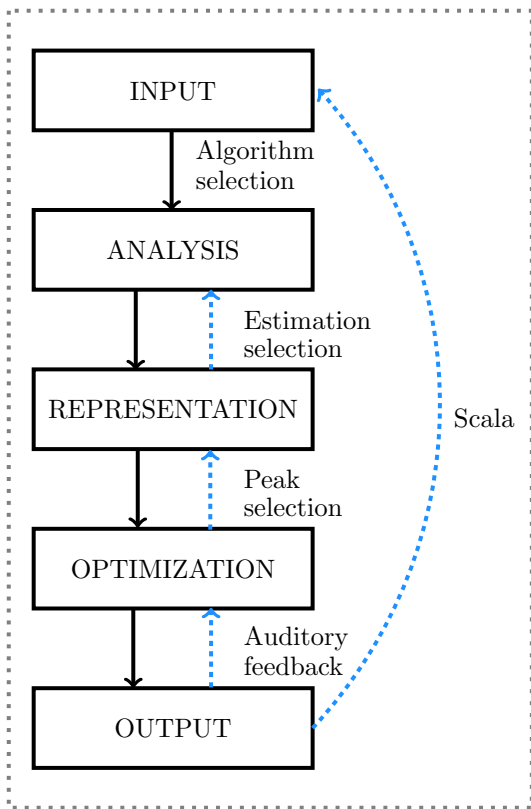 INPUT
Algorithm
selection
ANALYSIS
Estimation
selection
REPRESENTATION
Scala
Peak
selection
OPTIMIZATION
Auditory
feedback
OUTPUT